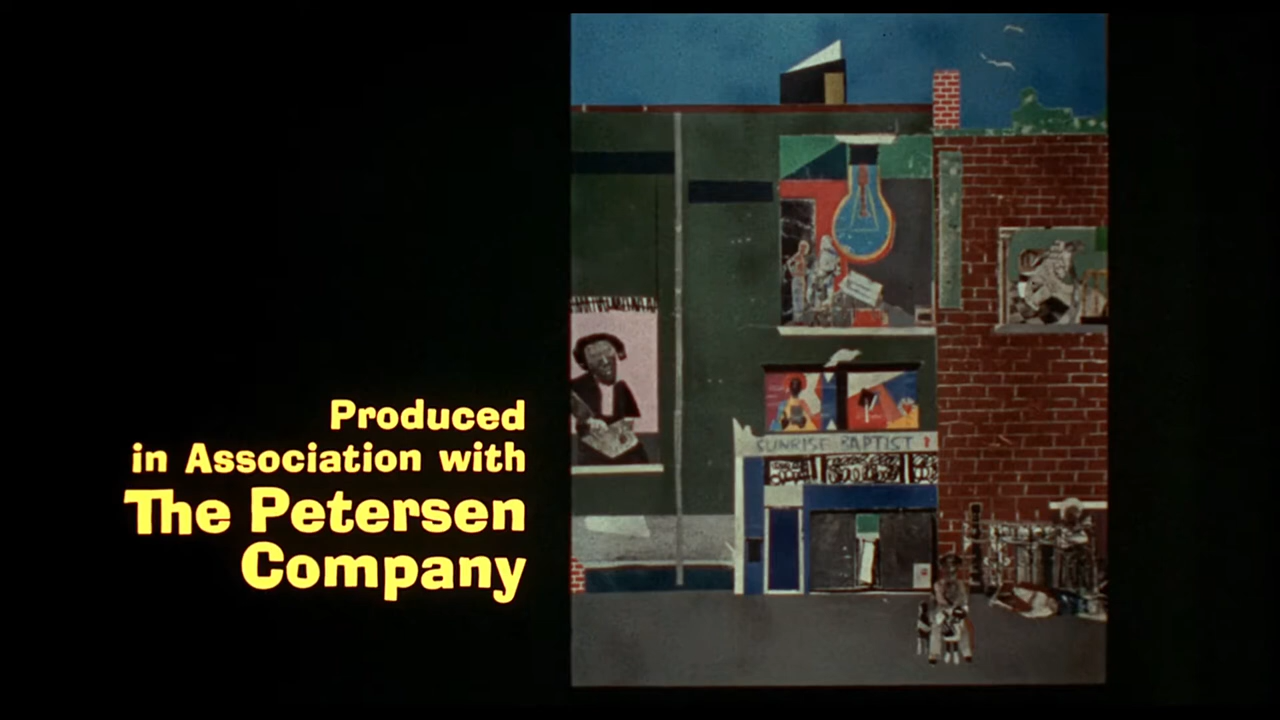 Produced
in Association with
The Petersen
Company
SUNRISE BAPTIST